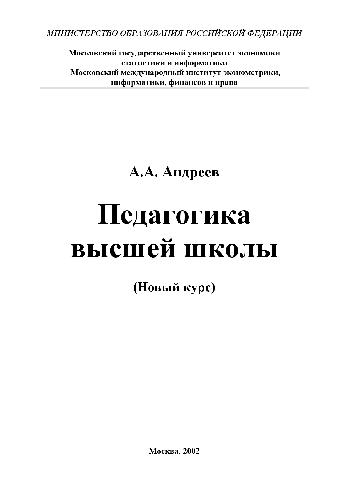 МИНИСТЕРСТВО ОБРАЗОВАНИЯ РОССИЙСКОЙ ФЕДЕРАЦИИ
Московский государственный университет экономики
статистики и информатики
Московский международный институт эконометрики,
информатики, финансов и права
А.А. Андреев
Педагогика
высшей школы
(Новый курс)
Москва, 2002